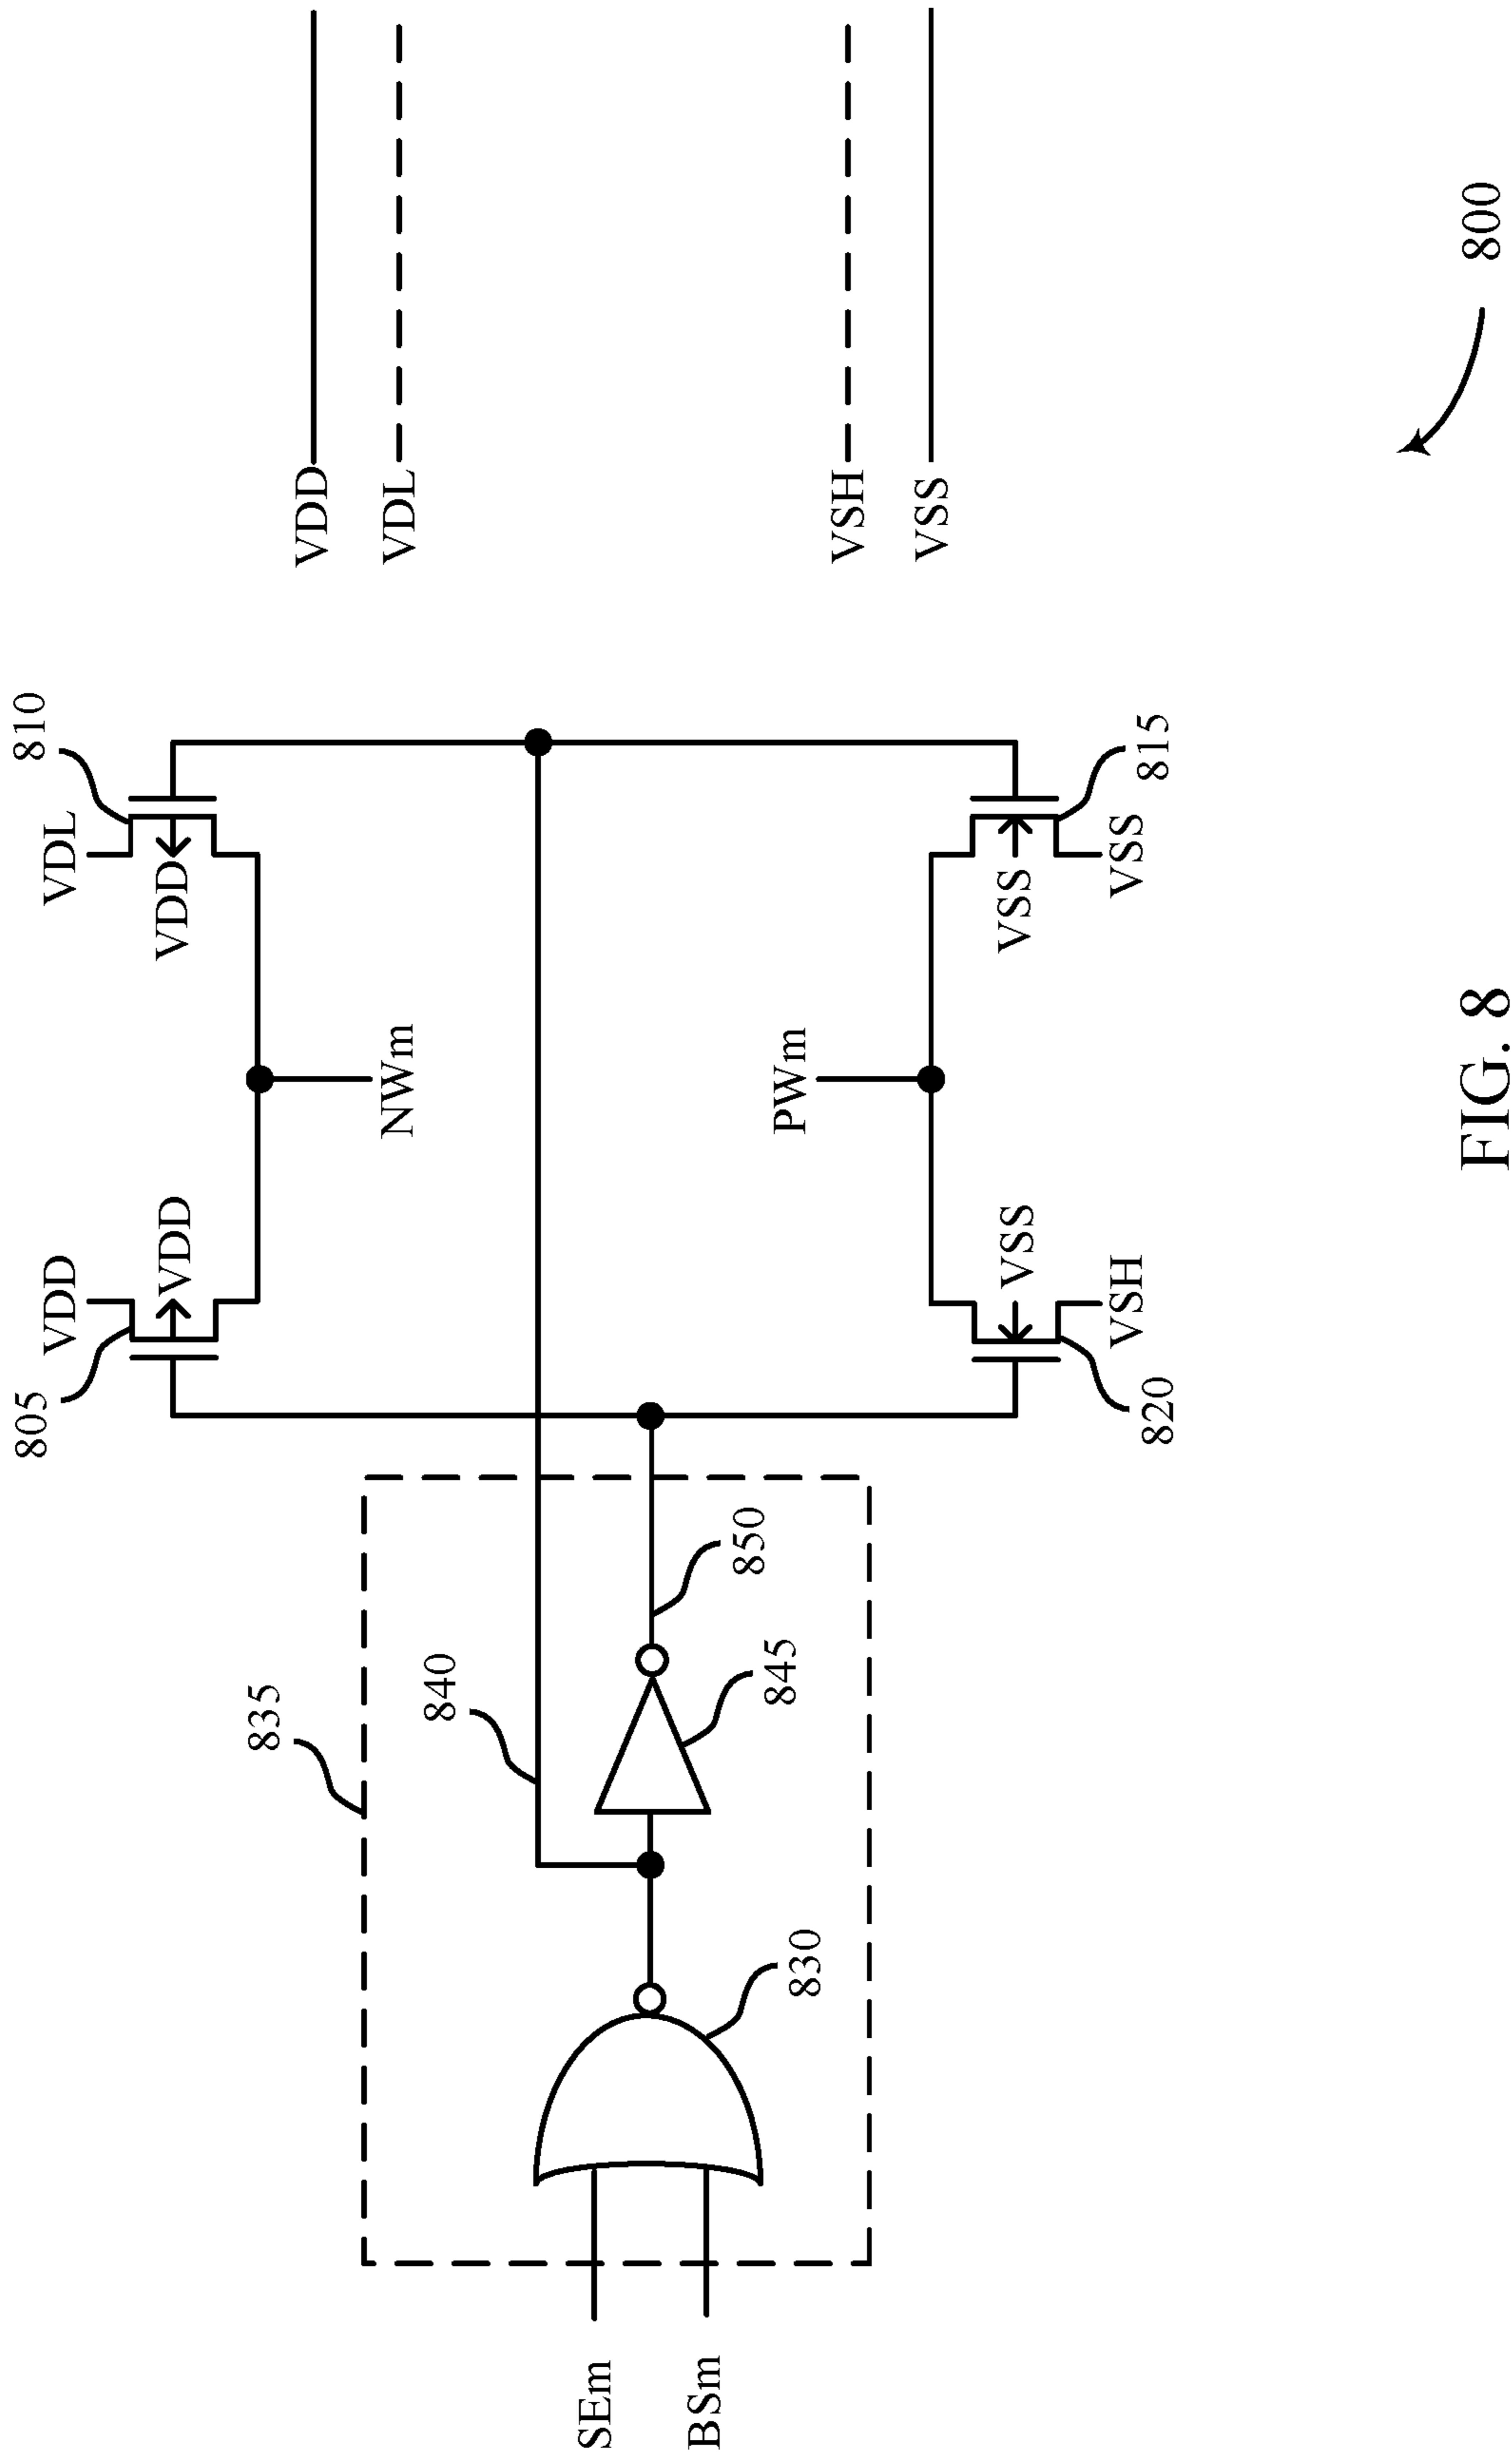 805
VDD
VDD
VDL
810
VDD
NWm
835
840
SEm
BSm
830
845
850
PWm
VSS
VSH
820
VSS
VSS
815
VDD
VDL
VSH
VSS
800
FIG. 8